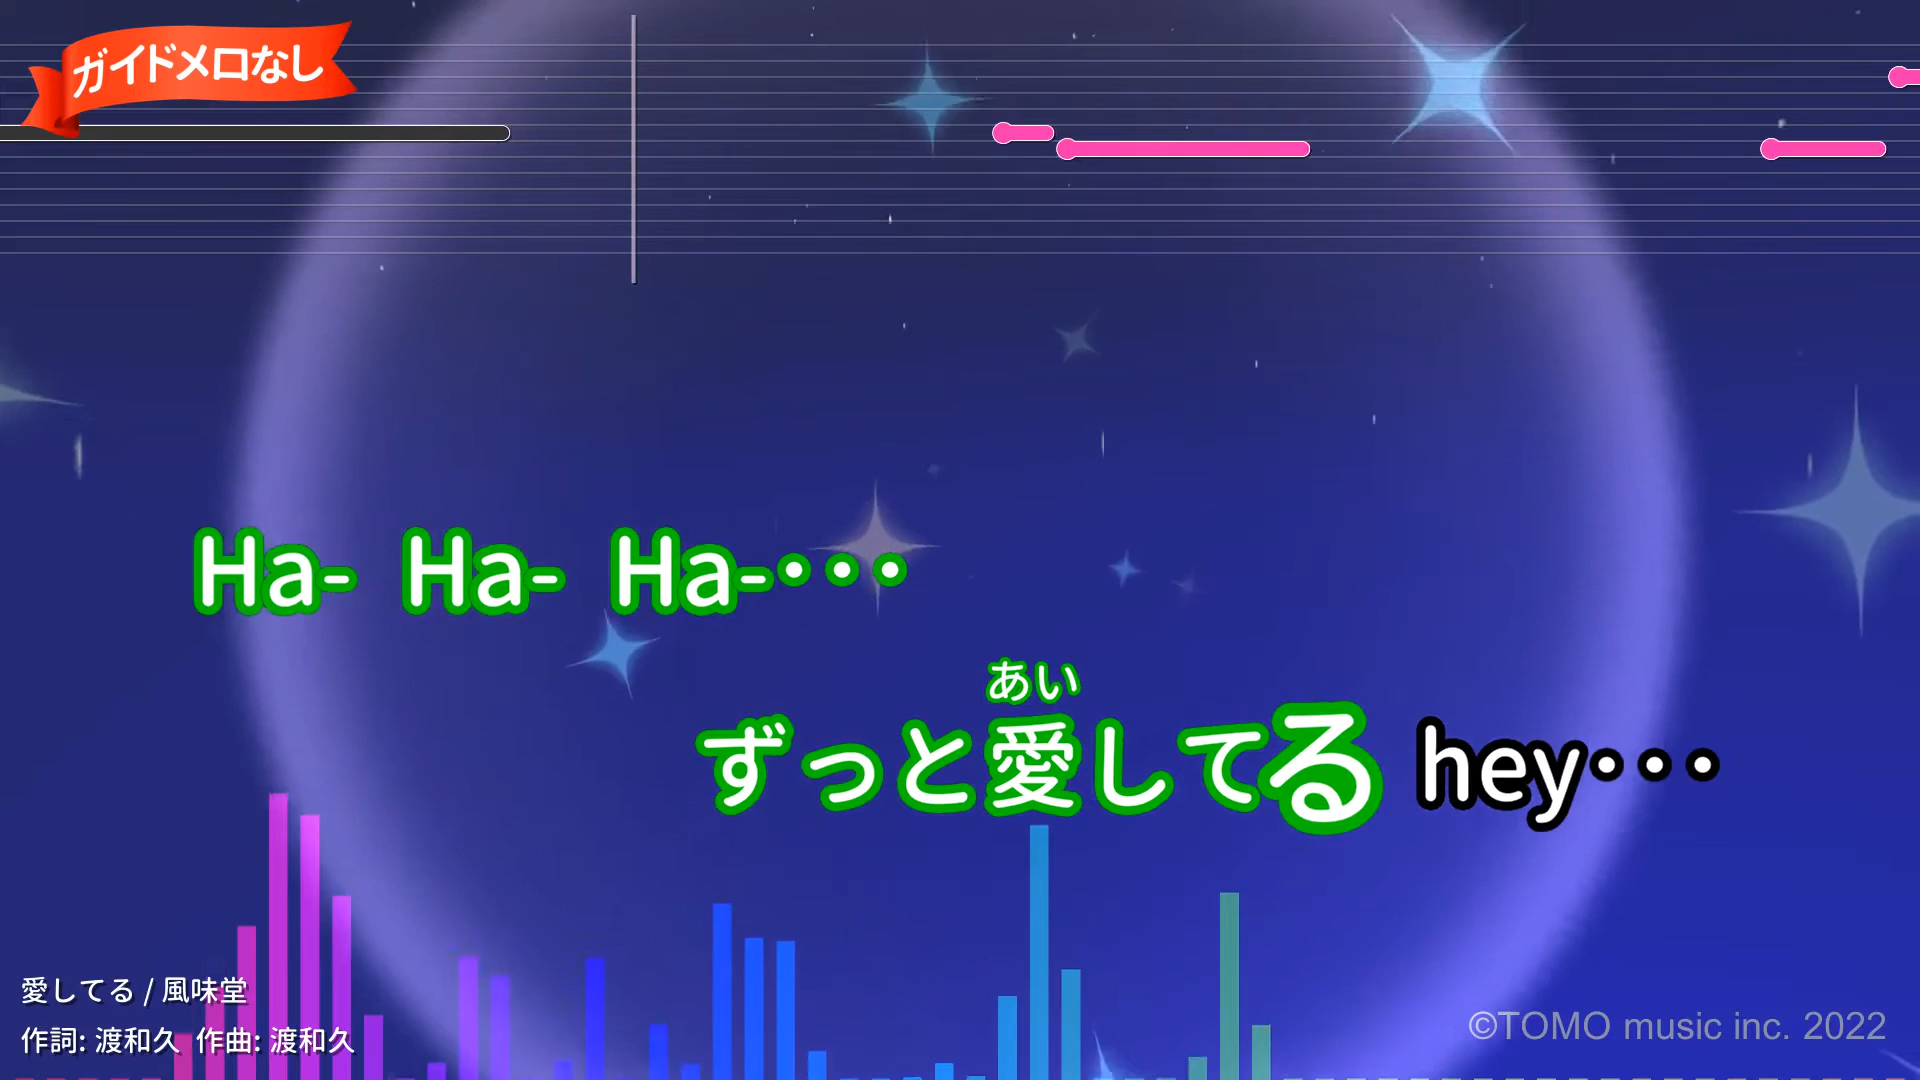 ガイドメロなし
Ha- Ha- Ha-･･･
あい
ずっと愛してる hey･･･
愛してる / 風味堂
作詞: 渡和久 作曲: 渡和久
©TOMO music inc. 2022